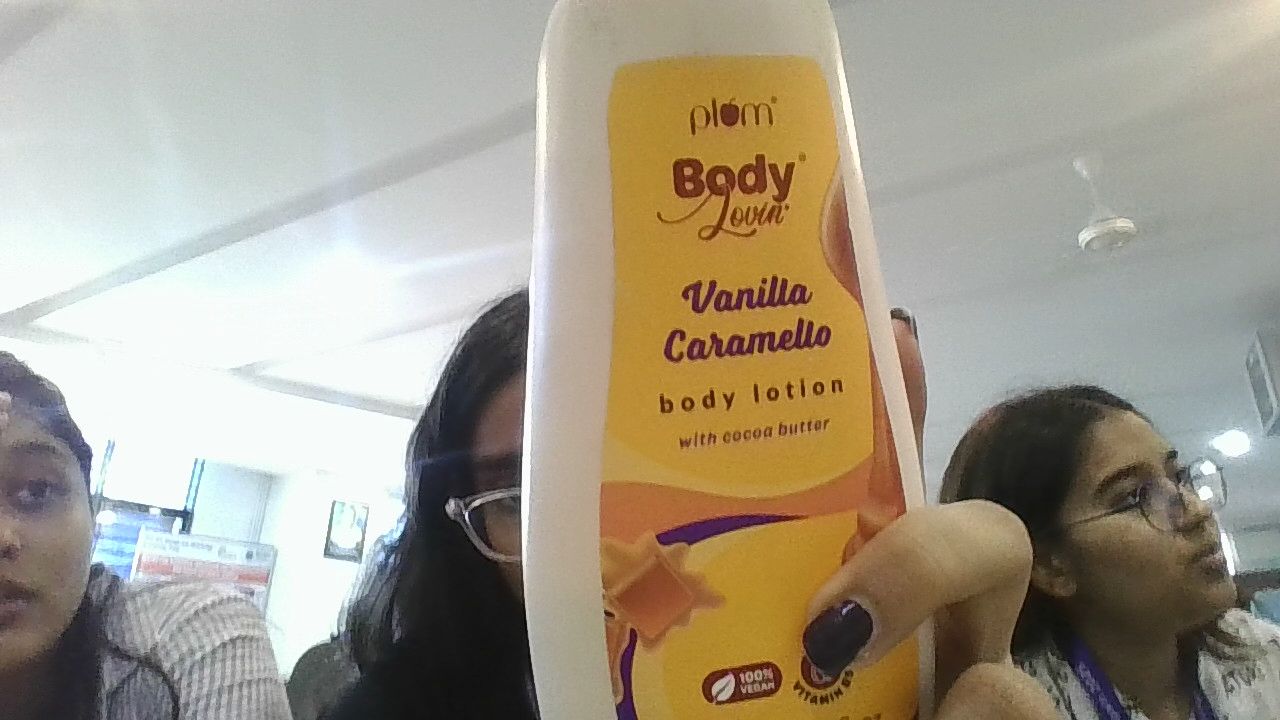 plum®
Body®
Lovin'
Vanilla
Caramello
body lotion
with cocoa butter
100%
VEGAN
VITAMIN